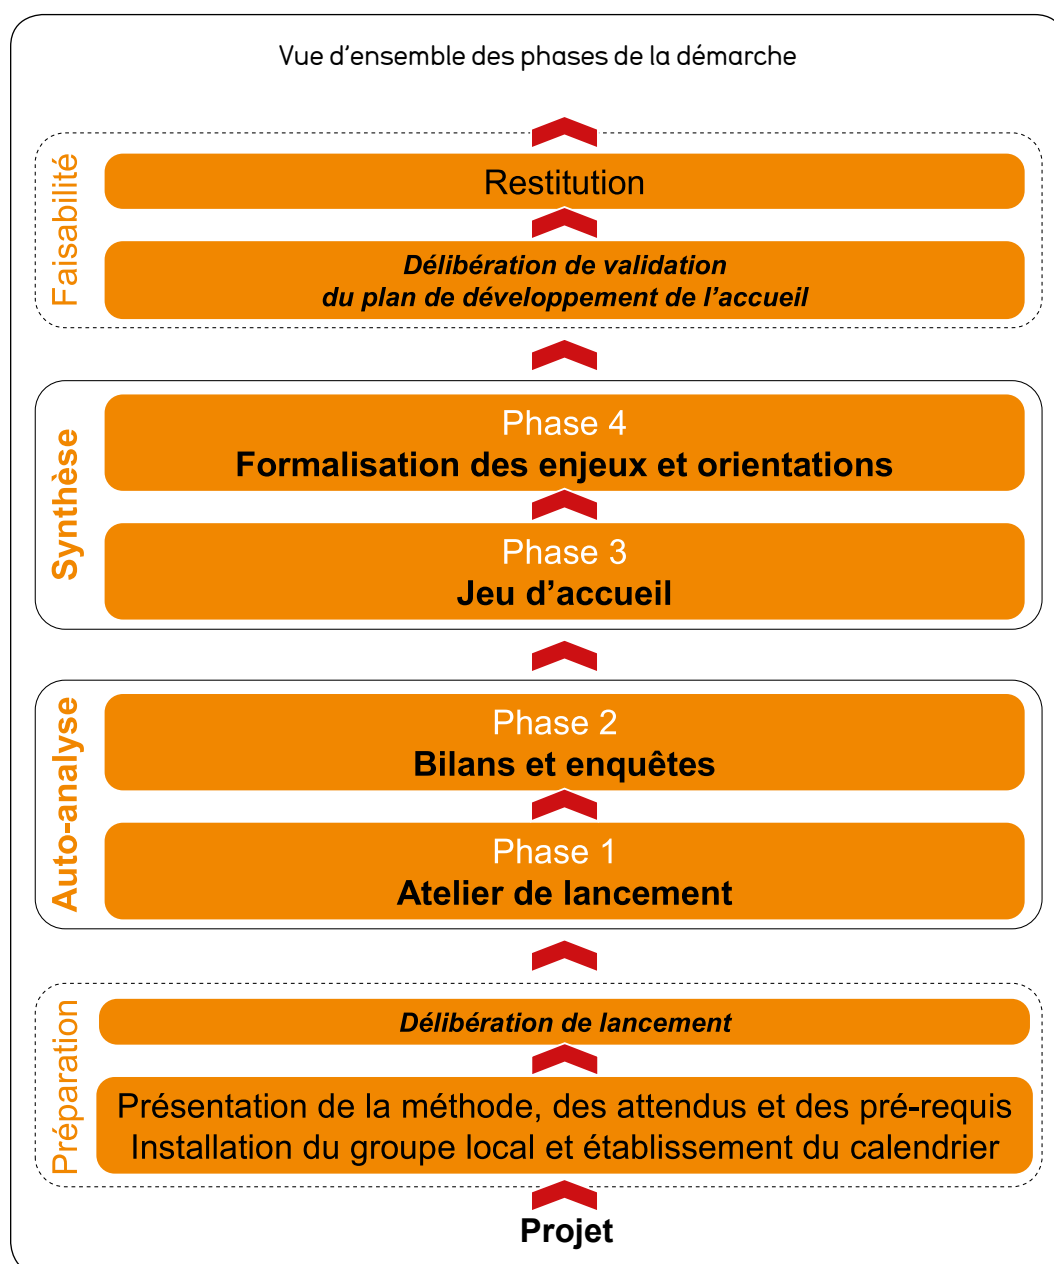 Vue d'ensemble des phases de la démarche
Faisabilité
Restitution
Délibération de validation
du plan de développement de l'accueil
Synthèse
Phase 4
Formalisation des enjeux et orientations
Phase 3
Jeu d'accueil
Auto-analyse
Phase 2
Bilans et enquêtes
Phase 1
Atelier de lancement
Préparation
Délibération de lancement
Présentation de la méthode, des attendus et des pré-requis
Installation du groupe local et établissement du calendrier
Projet